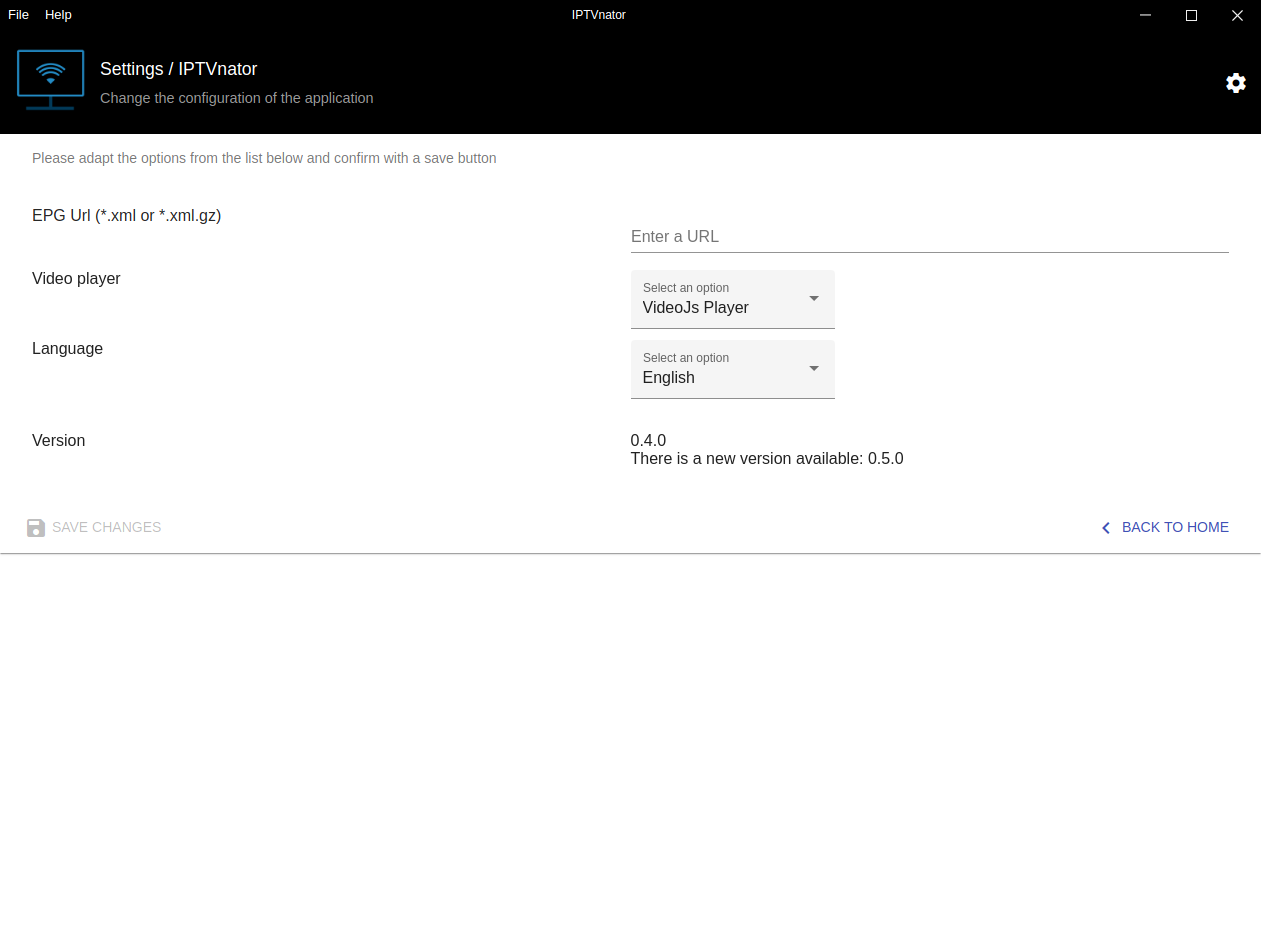 File Help IPTVnator
Settings / IPTVnator
Change the configuration of the application
Please adapt the options from the list below and confirm with a save button
EPG Url (*.xml or *.xml.gz)
Enter a URL
Video player
Select an option
VideoJs Player
Language
Select an option
English
Version
0.4.0
There is a new version available: 0.5.0
SAVE CHANGES
BACK TO HOME